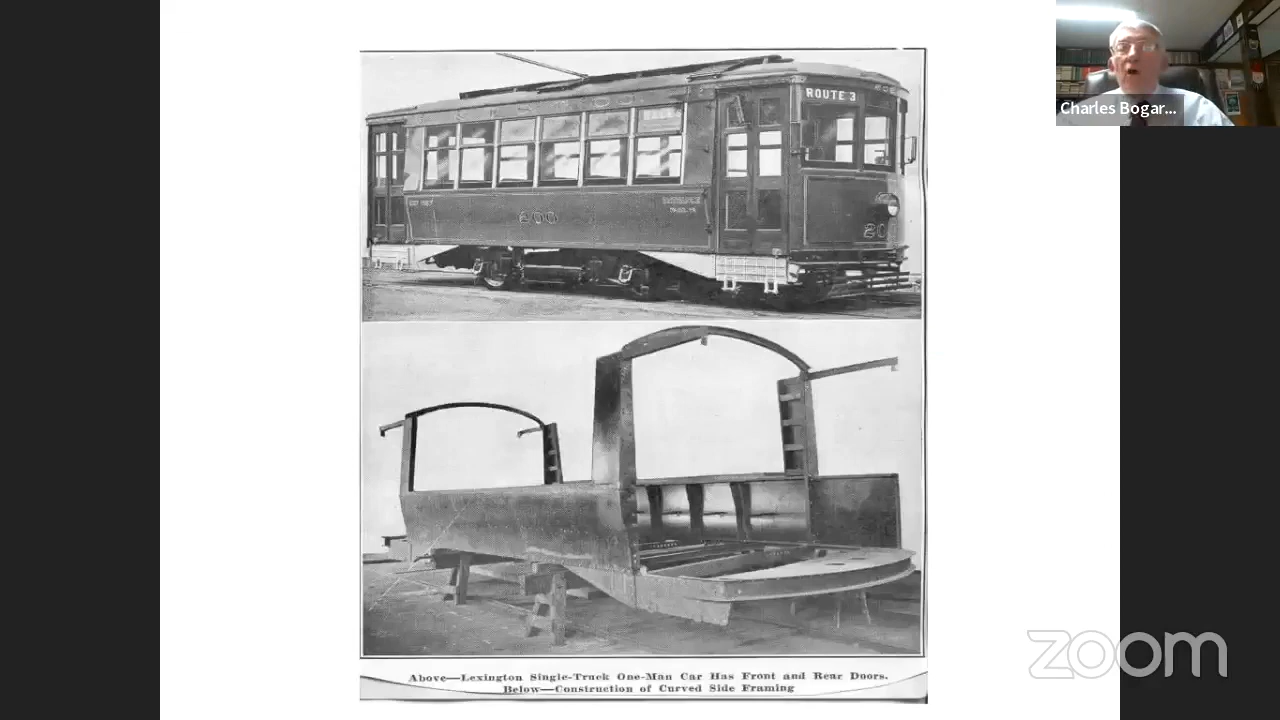 Charles Bogar...
ROUTE 3
200
200
Above—Lexington Single-Truck One-Man Car Has Front and Rear Doors.
Below—Construction of Curved Side Framing
zoom